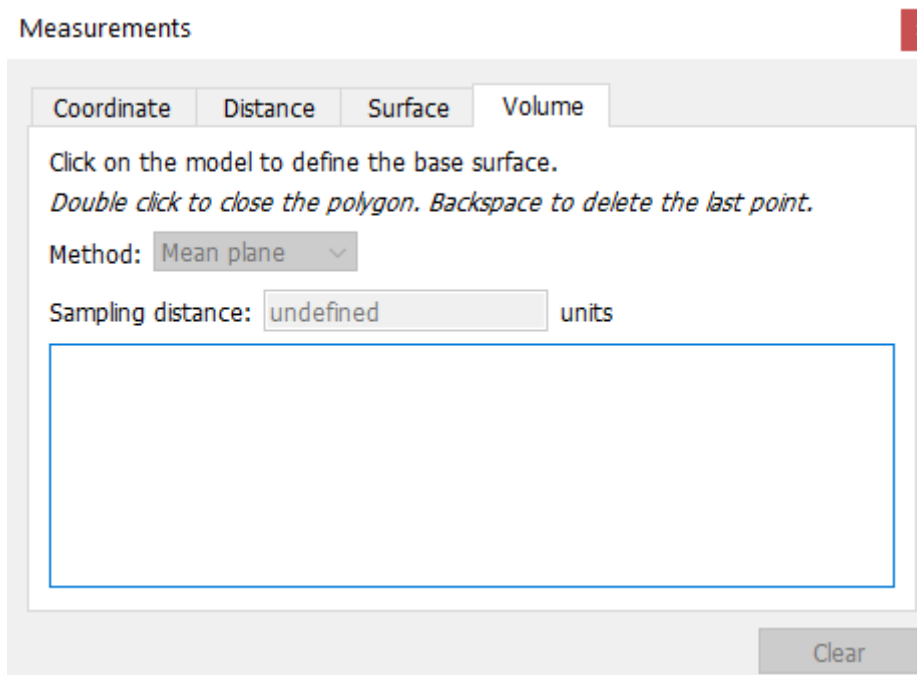 Measurements
Coordinate Distance Surface Volume
Click on the model to define the base surface.
Double click to close the polygon. Backspace to delete the last point.
Method: Mean plane
Sampling distance: undefined units
Clear